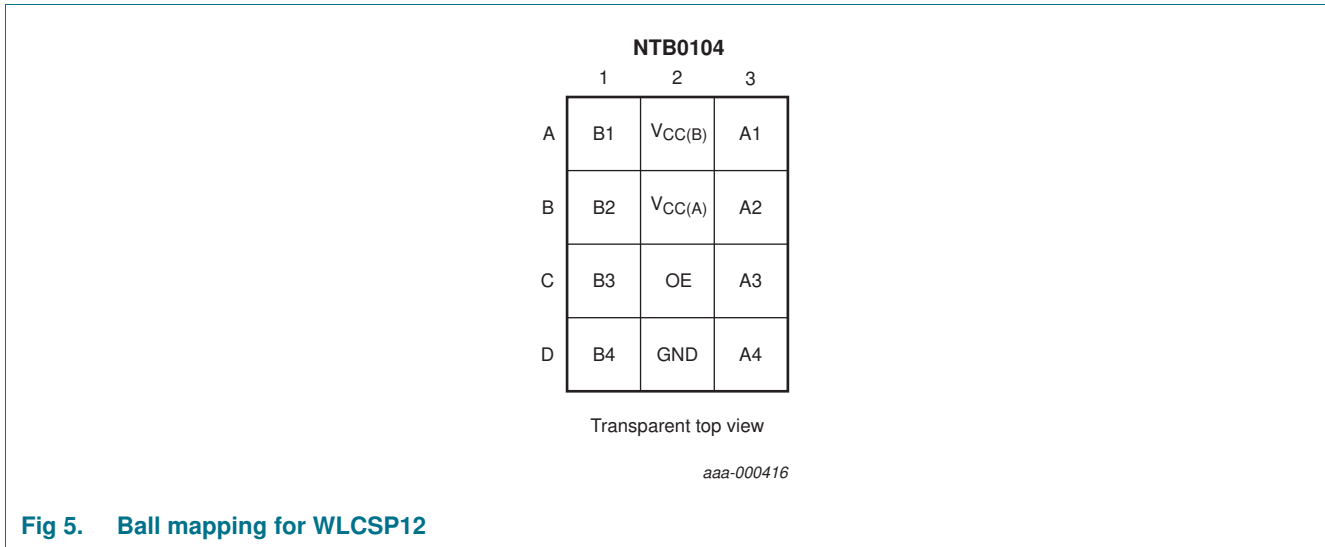 NTB0104
1 2 3
A B1 VCC(B) A1
B B2 VCC(A) A2
C B3 OE A3
D B4 GND A4
Transparent top view
aaa-000416
Fig 5. Ball mapping for WLCSP12